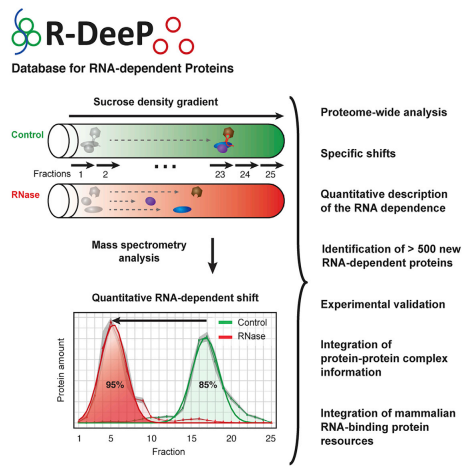 R-DeeP
Database for RNA-dependent Proteins
Sucrose density gradient
Control
Fractions 1 2 ... 23 24 25
RNase
Mass spectrometry
analysis
Quantitative RNA-dependent shift
Protein amount
Control
RNase
95%
85%
1 5 10 15 20 25
Fraction
Proteome-wide analysis
Specific shifts
Quantitative description
of the RNA dependence
Identification of > 500 new
RNA-dependent proteins
Experimental validation
Integration of
protein-protein complex
information
Integration of mammalian
RNA-binding protein
resources